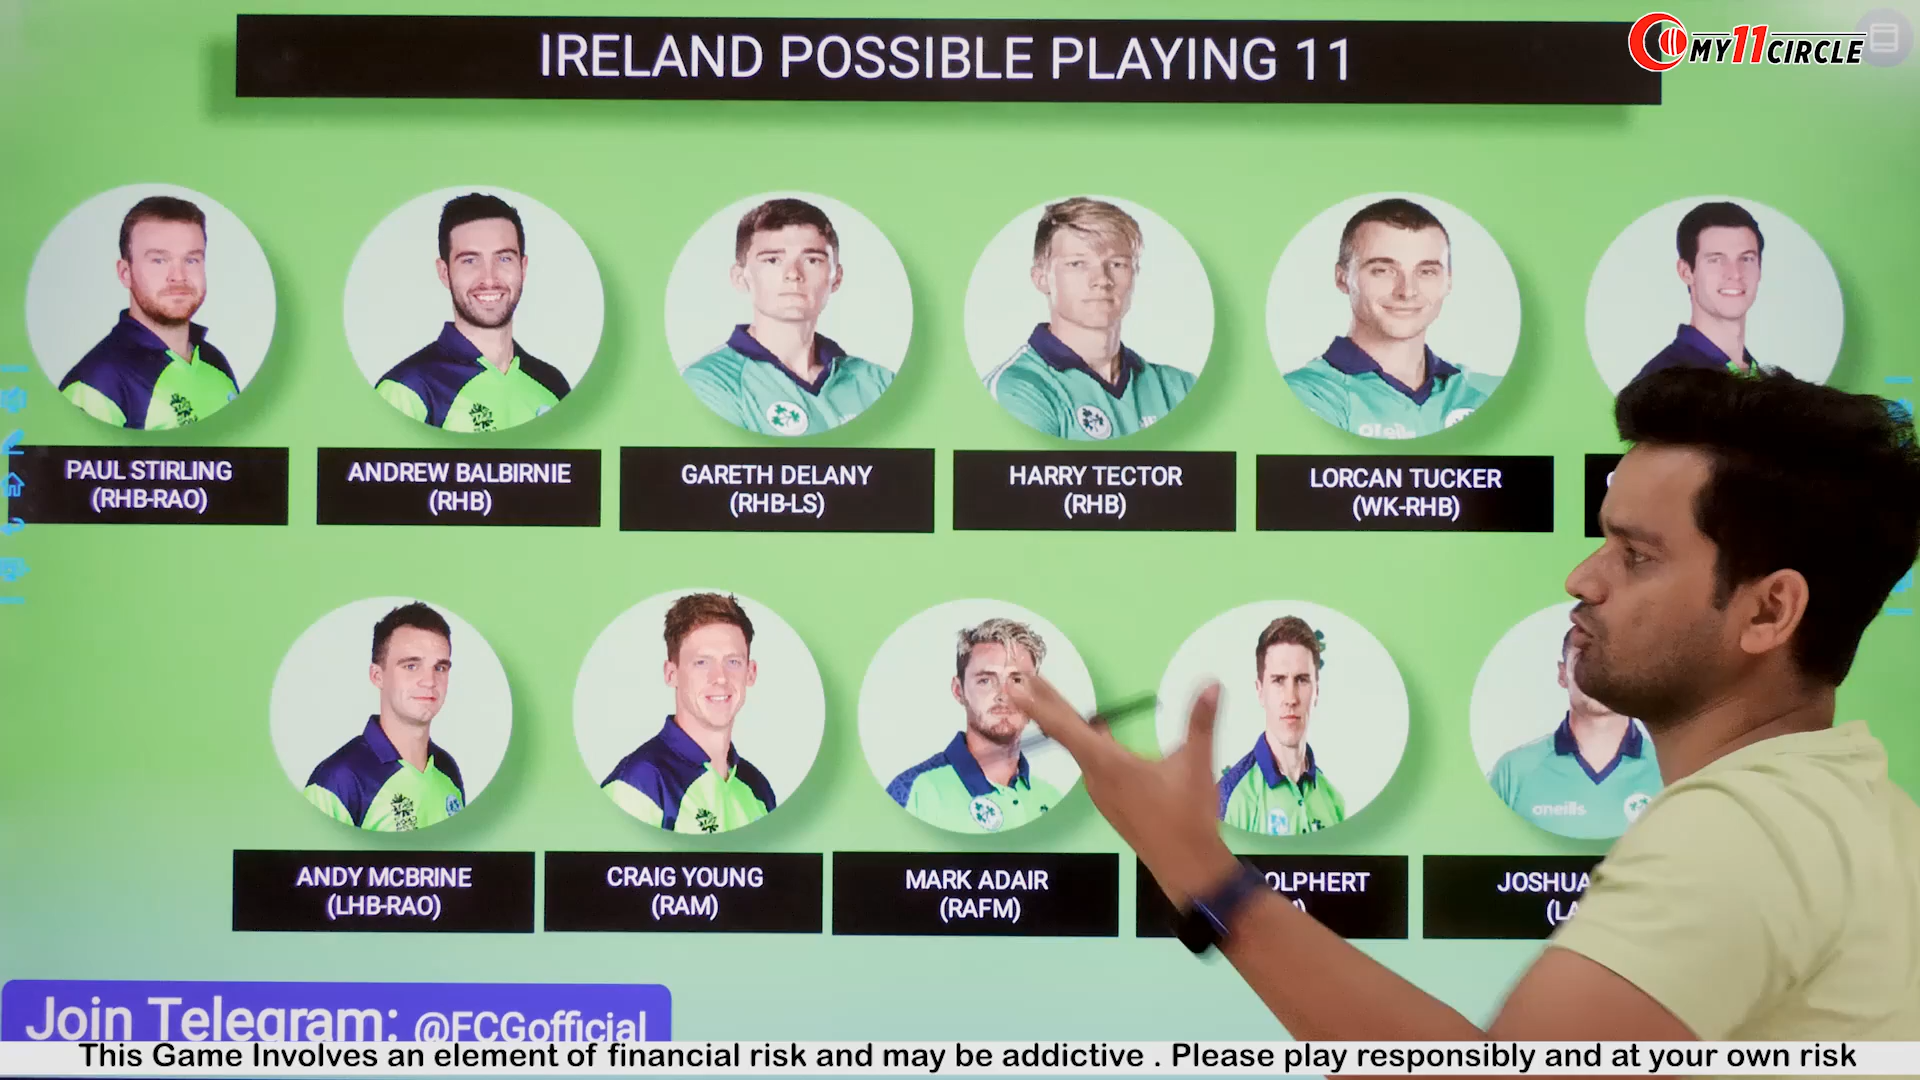 IRELAND POSSIBLE PLAYING 11
MY11CIRCLE
PAUL STIRLING
(RHB-RAO)
ANDREW BALBIRNIE
(RHB)
GARETH DELANY
(RHB-LS)
HARRY TECTOR
(RHB)
LORCAN TUCKER
(WK-RHB)
ANDY MCBRINE
(LHB-RAO)
CRAIG YOUNG
(RAM)
MARK ADAIR
(RAFM)
OLPHERT
JOSHUA
(LA
oneills
Join Telegram: @FCGofficial
This Game Involves an element of financial risk and may be addictive . Please play responsibly and at your own risk